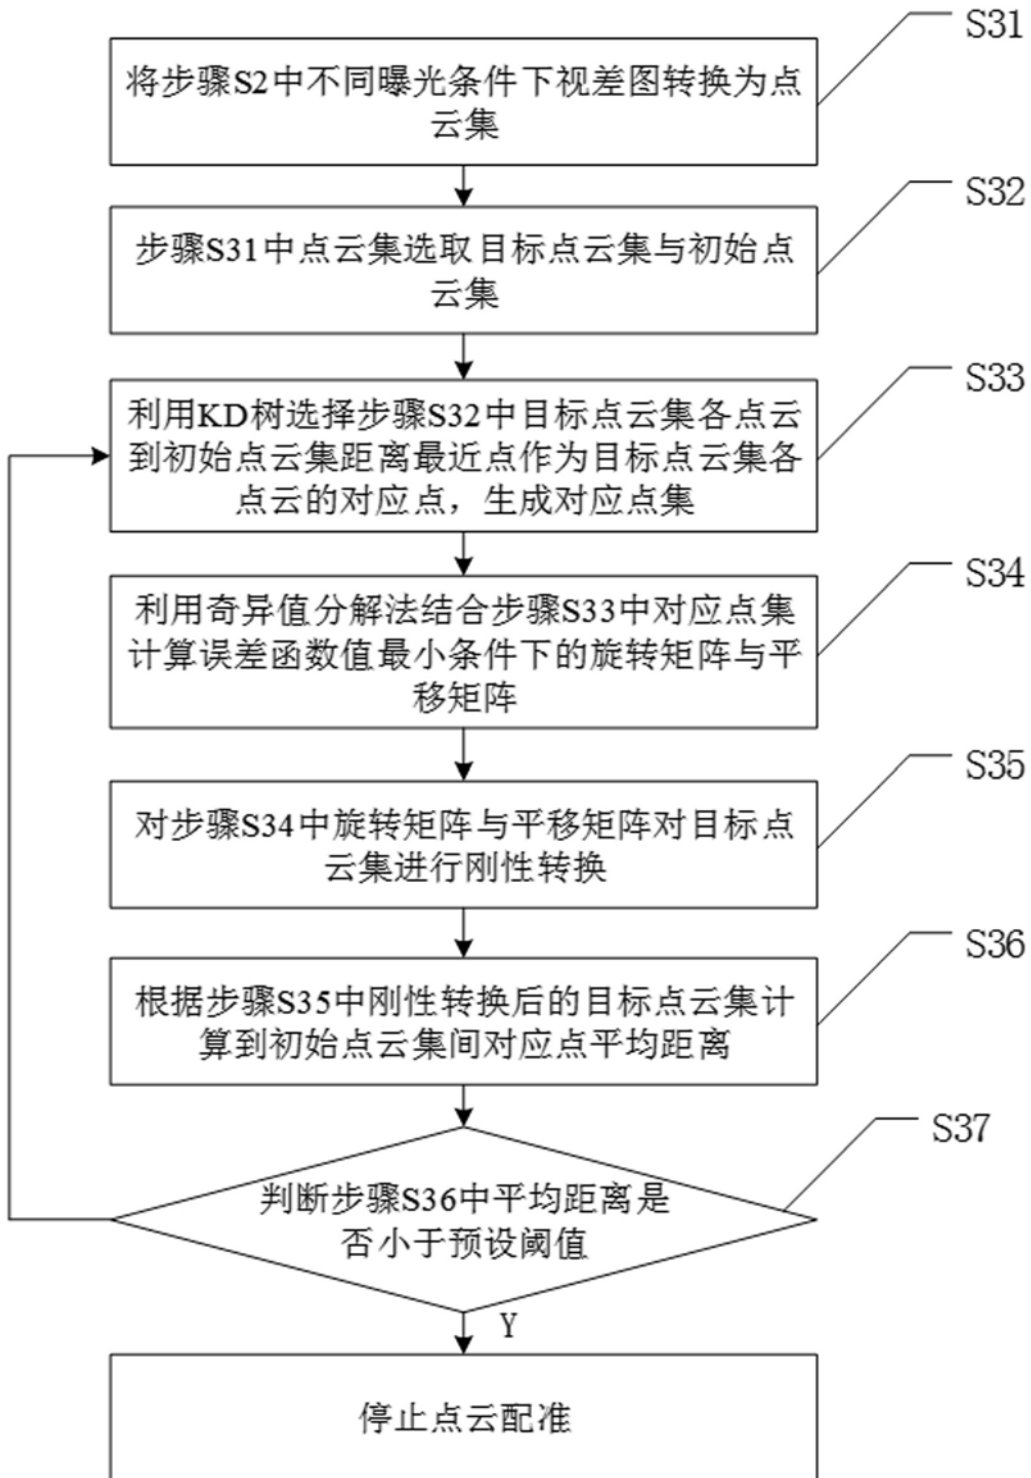 S31
将步骤S2中不同曝光条件下视差图转换为点
云集
S32
步骤S31中点云集选取目标点云集与初始点
云集
S33
利用KD树选择步骤S32中目标点云集各点云
到初始点云集距离最近点作为目标点云集各
点云的对应点，生成对应点集
S34
利用奇异值分解法结合步骤S33中对应点集
计算误差函数值最小条件下的旋转矩阵与平
移矩阵
S35
对步骤S34中旋转矩阵与平移矩阵对目标点
云集进行刚性转换
S36
根据步骤S35中刚性转换后的目标点云集计
算到初始点云集间对应点平均距离
S37
判断步骤S36中平均距离是
否小于预设阈值
Y
停止点云配准